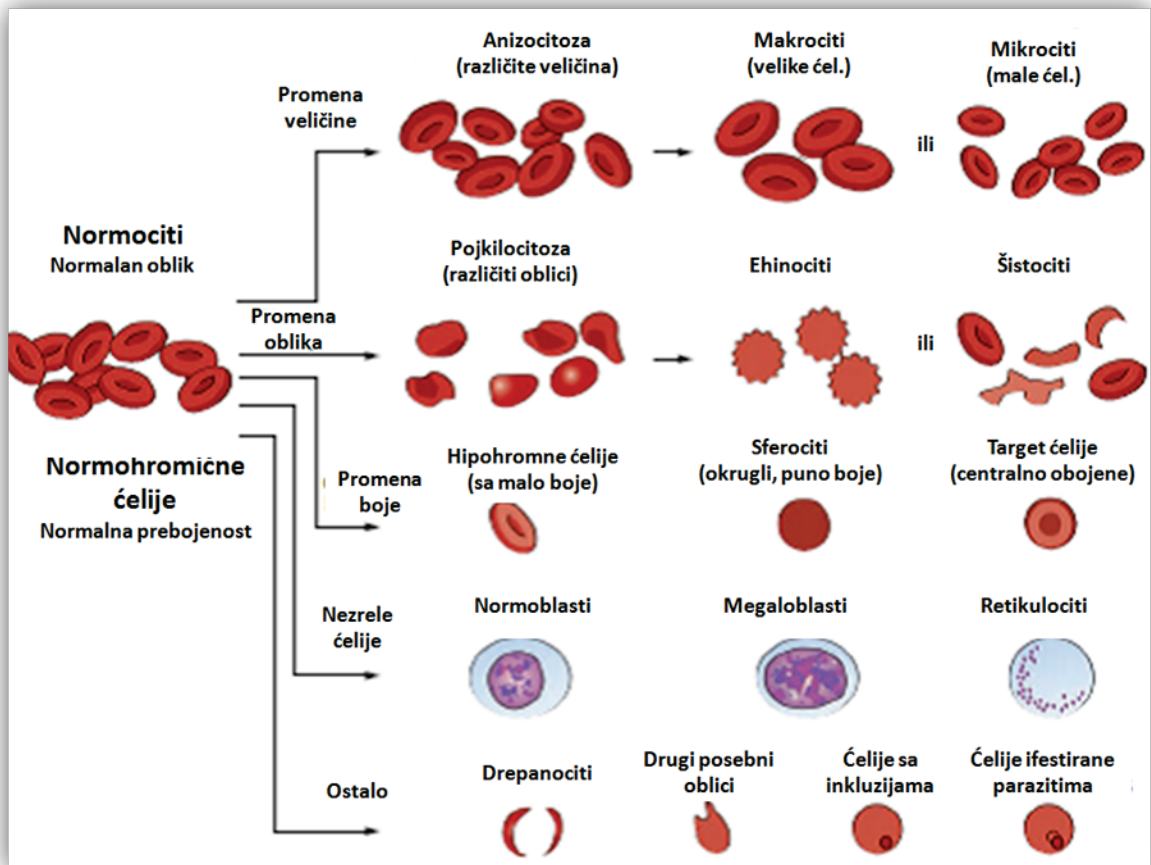 Anizocitoza
(različite veličina)
Makrociti
(velike ćel.)
Mikrociti
(male ćel.)
Promena
veličine
ili
Normociti
Normalan oblik
Pojkilocitoza
(različiti oblici)
Ehinociti
Šistociti
Promena
oblika
ili
Normohromične
ćelije
Normalna prebojenost
Promena
boje
Hipohromne ćelije
(sa malo boje)
Sferociti
(okrugli, puno boje)
Target ćelije
(centralno obojene)
Nezrele
ćelije
Normoblasti
Megaloblasti
Retikulociti
Ostalo
Drepanociti
Drugi posebni
oblici
Ćelije sa
inkluzijama
Ćelije ifestirane
parazitima